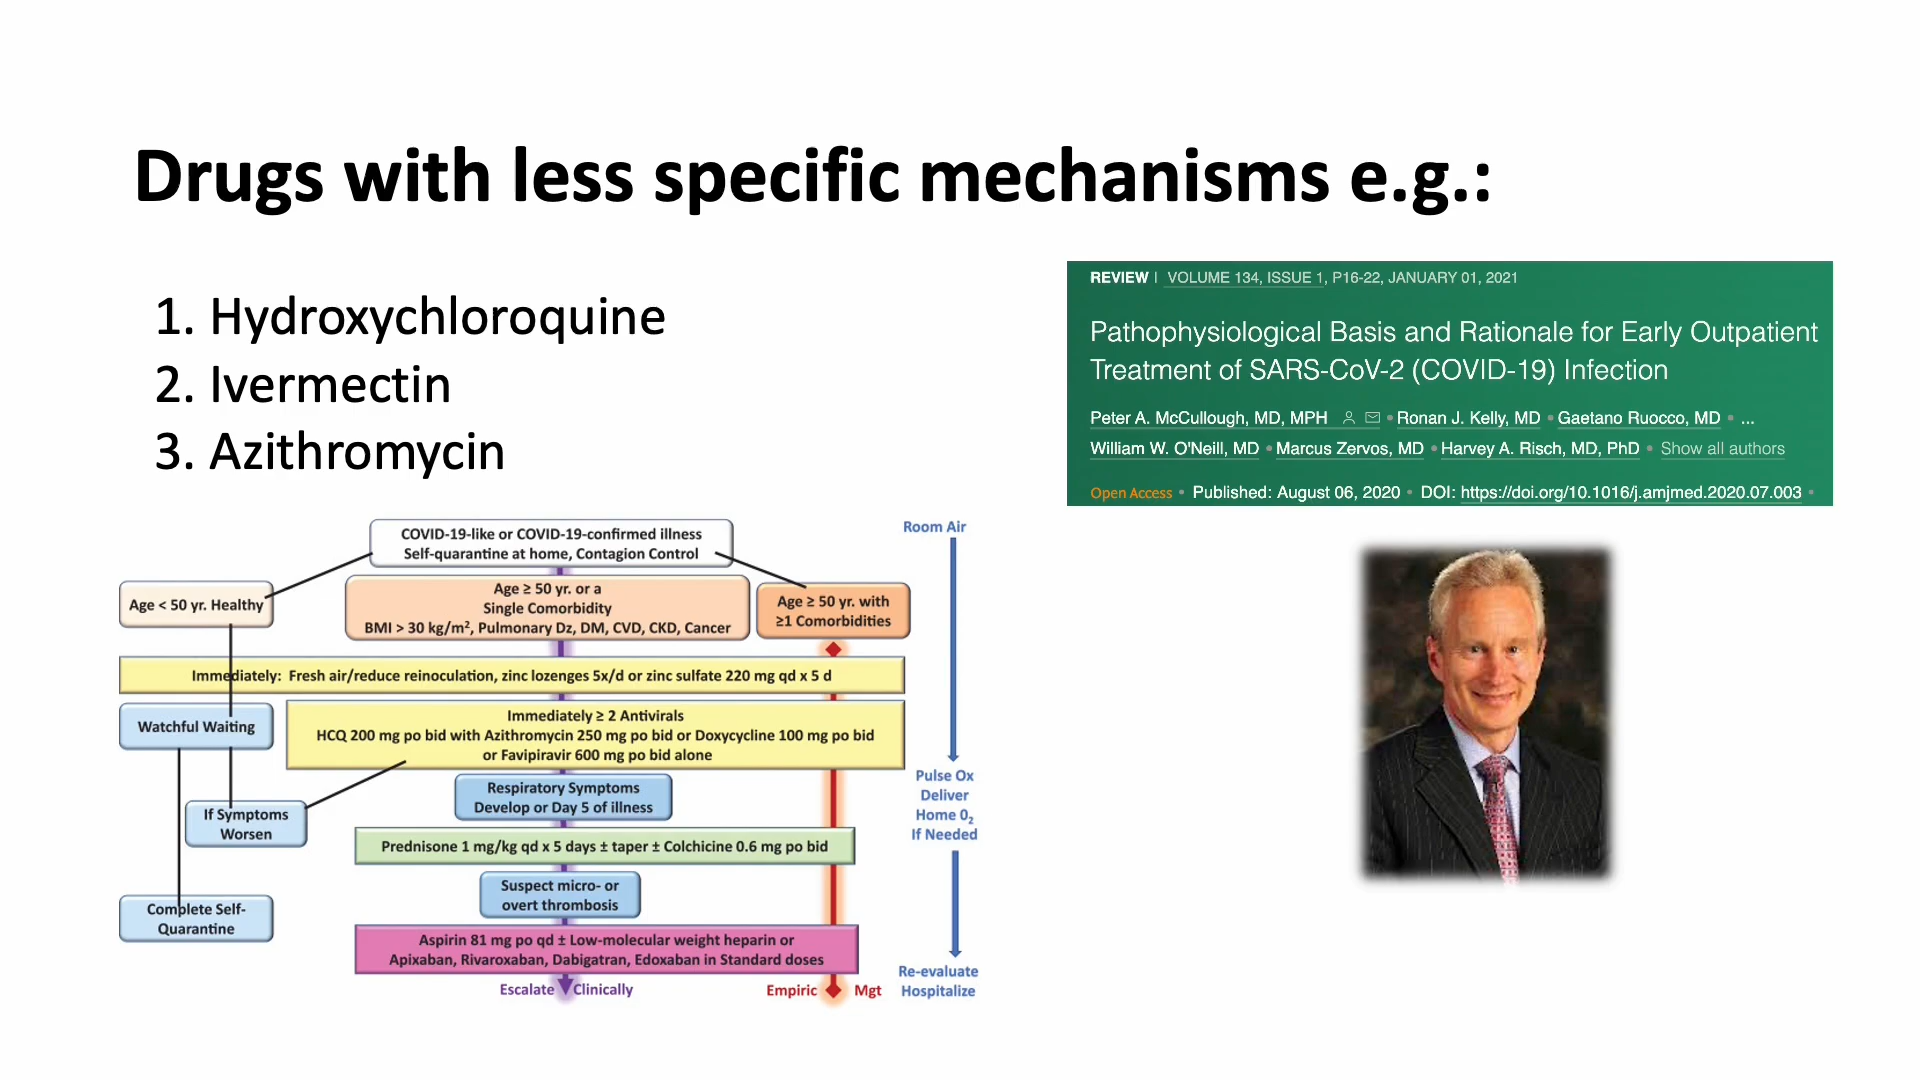 Drugs with less specific mechanisms e.g.:
1. Hydroxychloroquine
2. Ivermectin
3. Azithromycin
REVIEW | VOLUME 134, ISSUE 1, P16-22, JANUARY 01, 2021
Pathophysiological Basis and Rationale for Early Outpatient
Treatment of SARS-CoV-2 (COVID-19) Infection
Peter A. McCullough, MD, MPH • Ronan J. Kelly, MD • Gaetano Ruocco, MD • ...
William W. O'Neill, MD • Marcus Zervos, MD • Harvey A. Risch, MD, PhD • Show all authors
Open Access • Published: August 06, 2020 • DOI: https://doi.org/10.1016/j.amjmed.2020.07.003 •
COVID-19-like or COVID-19-confirmed illness
Self-quarantine at home, Contagion Control
Age < 50 yr. Healthy
Age ≥ 50 yr. or a
Single Comorbidity
BMI > 30 kg/m², Pulmonary Dz, DM, CVD, CKD, Cancer
Age ≥ 50 yr. with
≥1 Comorbidities
Immediately: Fresh air/reduce reinoculation, zinc lozenges 5x/d or zinc sulfate 220 mg qd x 5 d
Watchful Waiting
Immediately ≥ 2 Antivirals
HCQ 200 mg po bid with Azithromycin 250 mg po bid or Doxycycline 100 mg po bid
or Favipiravir 600 mg po bid alone
Respiratory Symptoms
Develop or Day 5 of illness
If Symptoms
Worsen
Prednisone 1 mg/kg qd x 5 days ± taper ± Colchicine 0.6 mg po bid
Suspect micro- or
overt thrombosis
Complete Self-
Quarantine
Aspirin 81 mg po qd ± Low-molecular weight heparin or
Apixaban, Rivaroxaban, Dabigatran, Edoxaban in Standard doses
Escalate Clinically
Empiric Mgt
Room Air
Pulse Ox
Deliver
Home 0₂
If Needed
Re-evaluate
Hospitalize